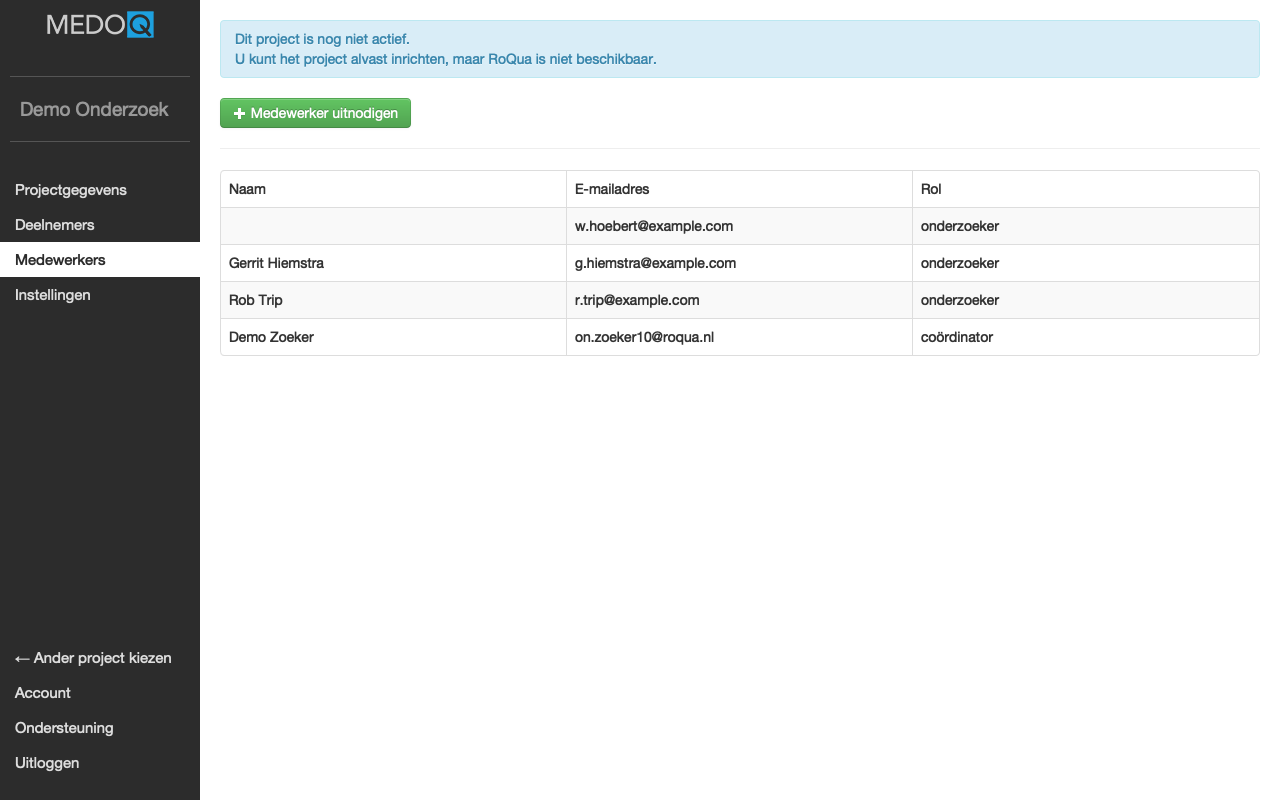 MEDOQ
Demo Onderzoek
Projectgegevens
Deelnemers
Medewerkers
Instellingen
← Ander project kiezen
Account
Ondersteuning
Uitloggen
Dit project is nog niet actief.
U kunt het project alvast inrichten, maar RoQua is niet beschikbaar.
+ Medewerker uitnodigen
Naam E-mailadres Rol
w.hoebert@example.com onderzoeker
Gerrit Hiemstra g.hiemstra@example.com onderzoeker
Rob Trip r.trip@example.com onderzoeker
Demo Zoeker on.zoeker10@roqua.nl coördinator